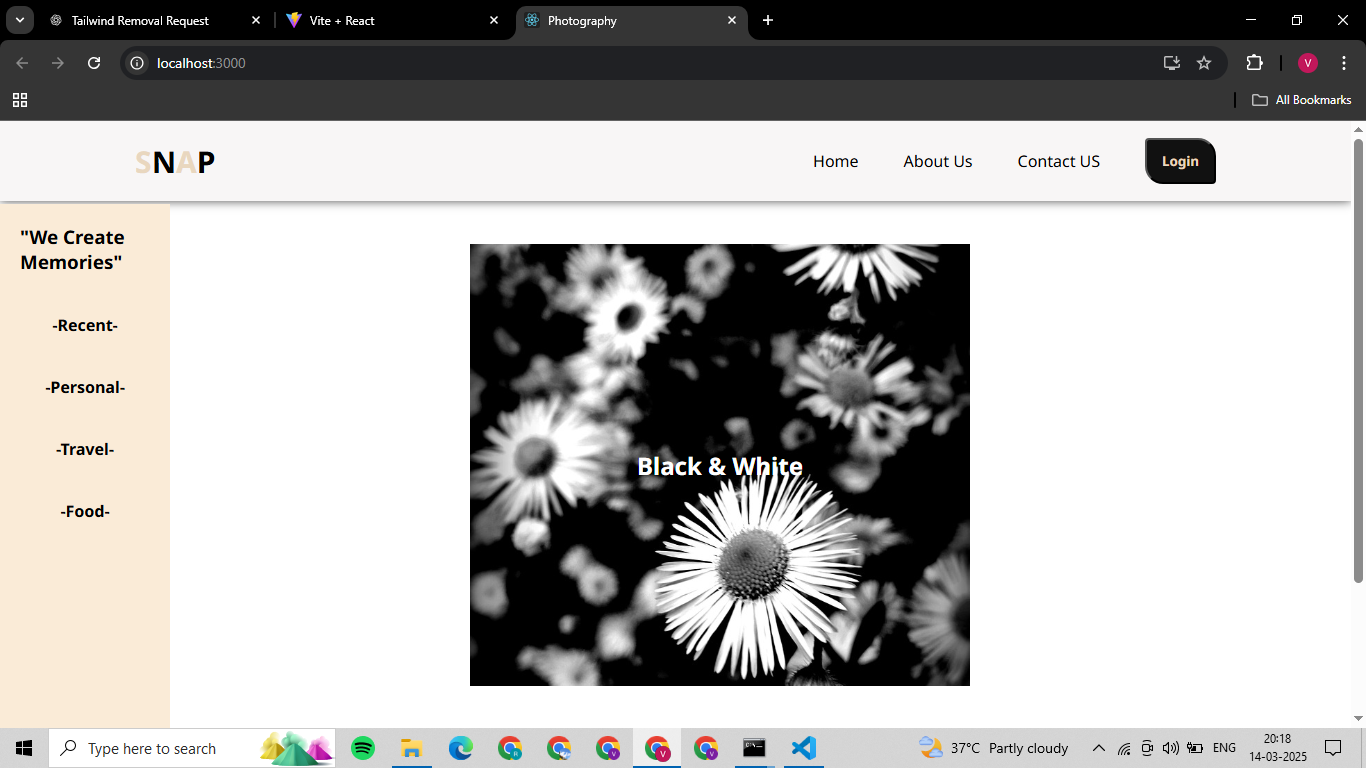 Tailwind Removal Request
Vite + React
Photography
localhost:3000
All Bookmarks
SNAP
Home
About Us
Contact US
Login
"We Create
Memories"
-Recent-
-Personal-
-Travel-
-Food-
Black & White
Type here to search
37°C Partly cloudy
ENG
20:18
14-03-2025